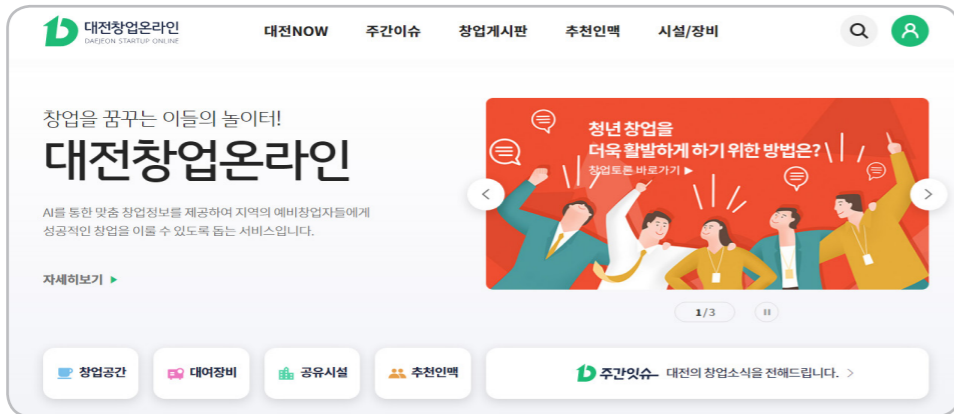 대전창업온라인
DAEJEON STARTUP ONLINE
대전NOW 주간이슈 창업게시판 추천인맥 시설/장비
창업을 꿈꾸는 이들의 놀이터!
대전창업온라인
AI를 통한 맞춤 창업정보를 제공하여 지역의 예비창업자들에게
성공적인 창업을 이룰 수 있도록 돕는 서비스입니다.
자세히보기 ▶
청년 창업을
더욱 활발하게 하기 위한 방법은?
창업토론 바로가기 ▶
1/3
창업공간 대여장비 공유시설 추천인맥
주간잇슈 대전의 창업소식을 전해드립니다. >